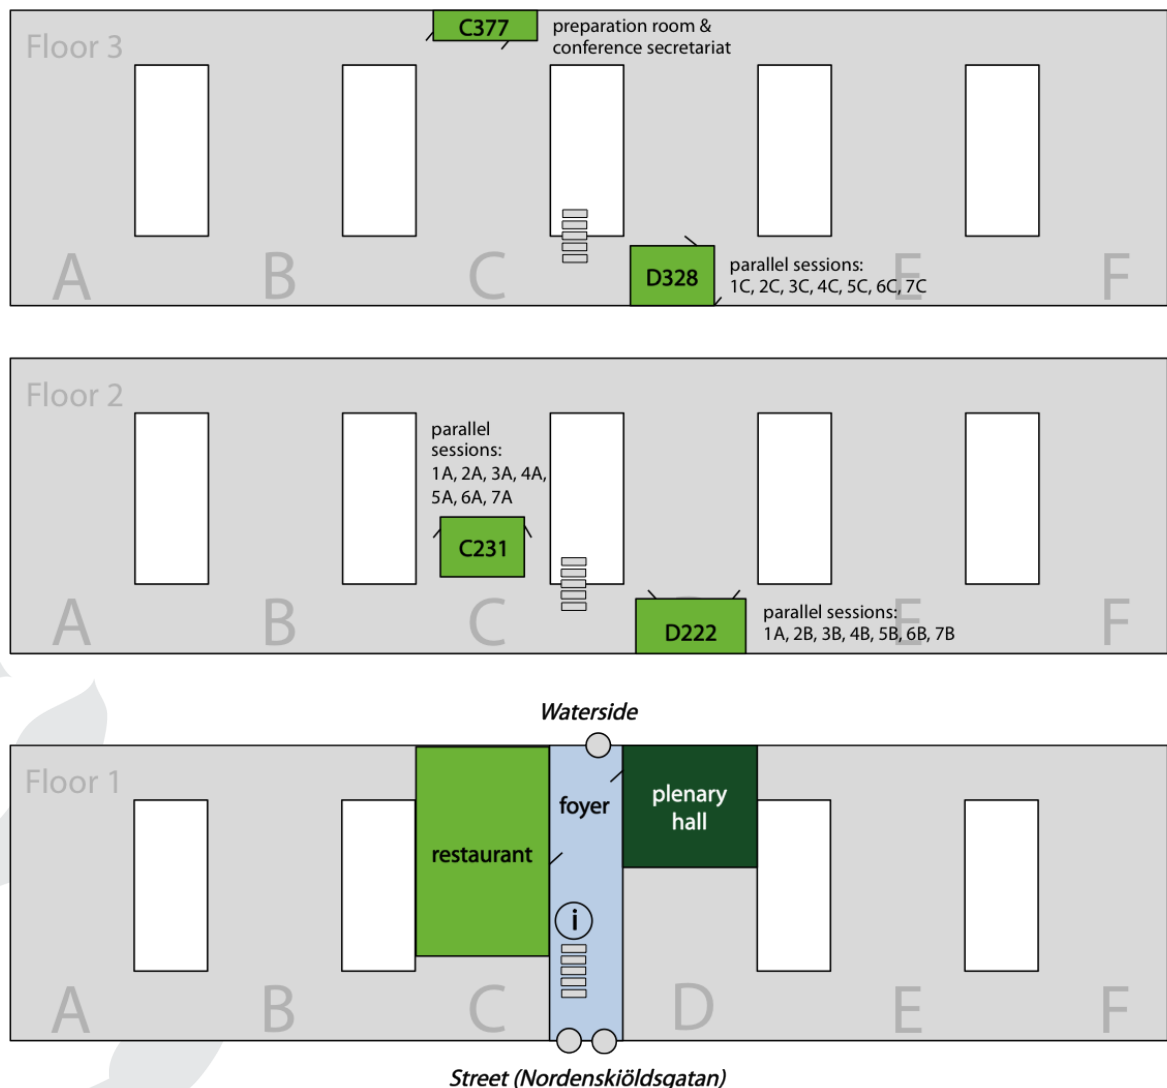 Floor 3
C377
preparation room &
conference secretariat
D328
parallel sessions:
1C, 2C, 3C, 4C, 5C, 6C, 7C
A
B
C
E
F
Floor 2
parallel
sessions:
1A, 2A, 3A, 4A,
5A, 6A, 7A
C231
D222
parallel sessions:
1A, 2B, 3B, 4B, 5B, 6B, 7B
A
B
C
E
F
Waterside
Floor 1
restaurant
foyer
plenary
hall
i
A
B
C
D
E
F
Street (Nordenskiöldsgatan)